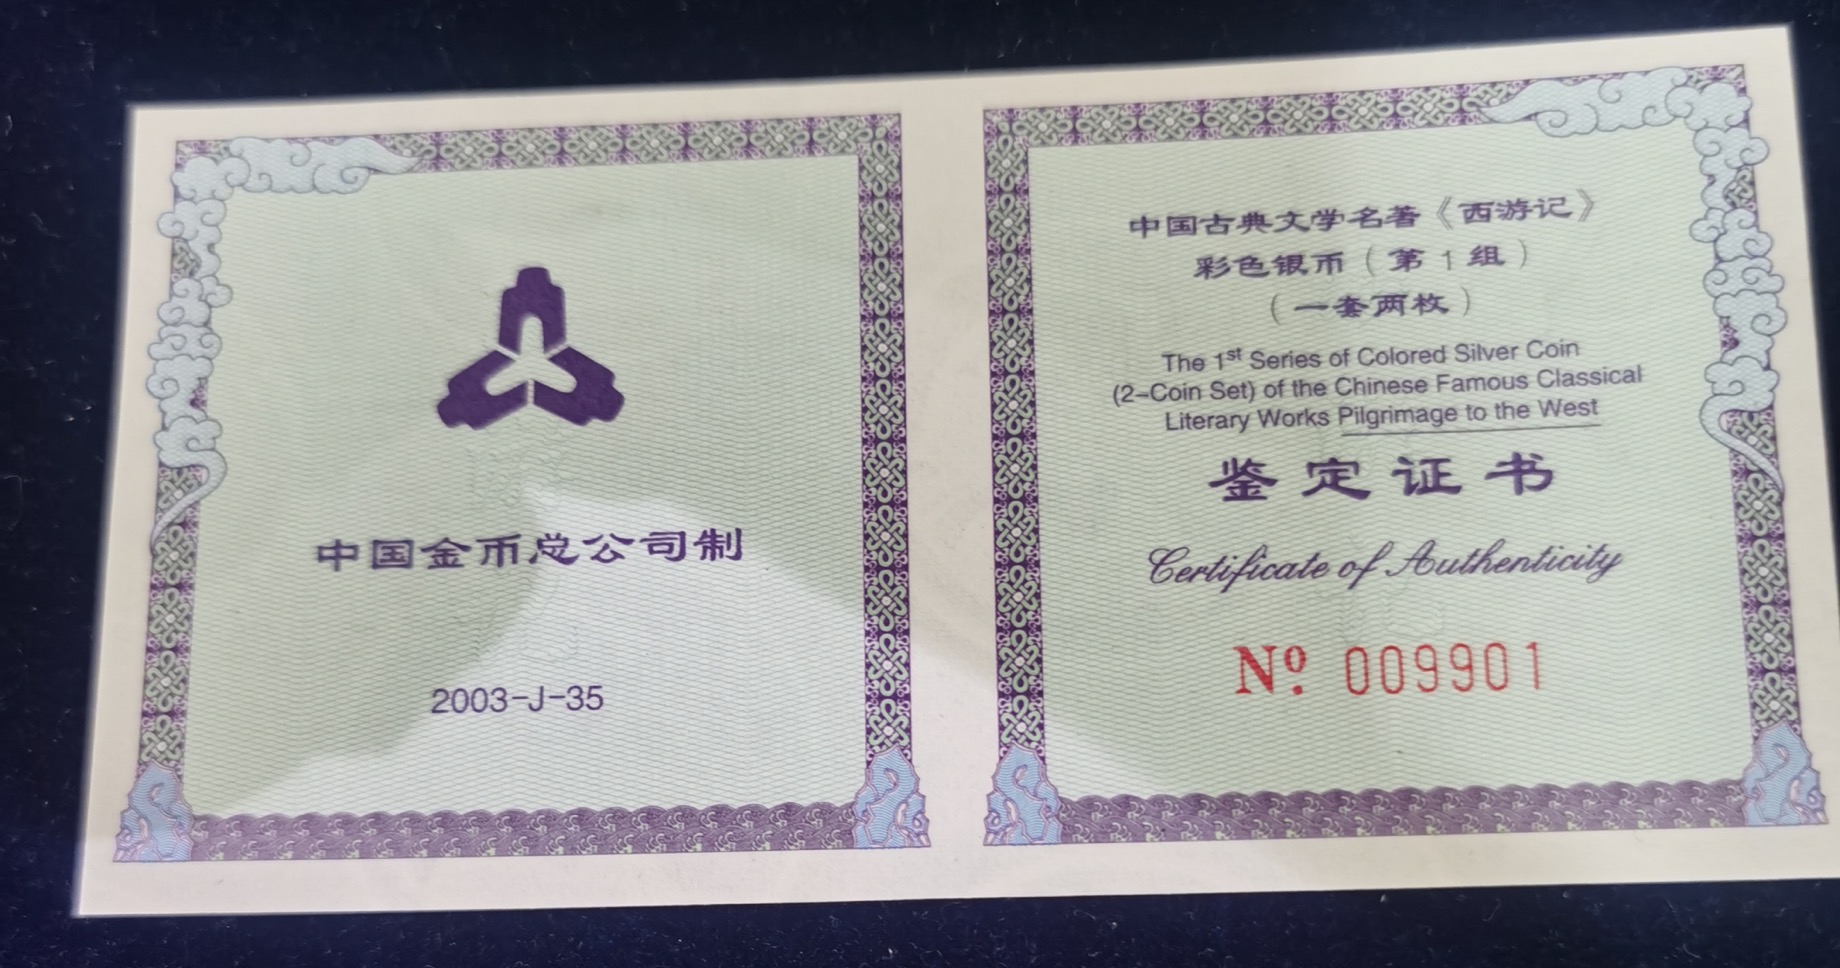 中国金币总公司制
2003-J-35
中国古典文学名著《西游记》
彩色银币（第1组）
（一套两枚）
The 1st Series of Colored Silver Coin
(2-Coin Set) of the Chinese Famous Classical
Literary Works Pilgrimage to the West
鉴定证书
Certificate of Authenticity
Nº. 009901